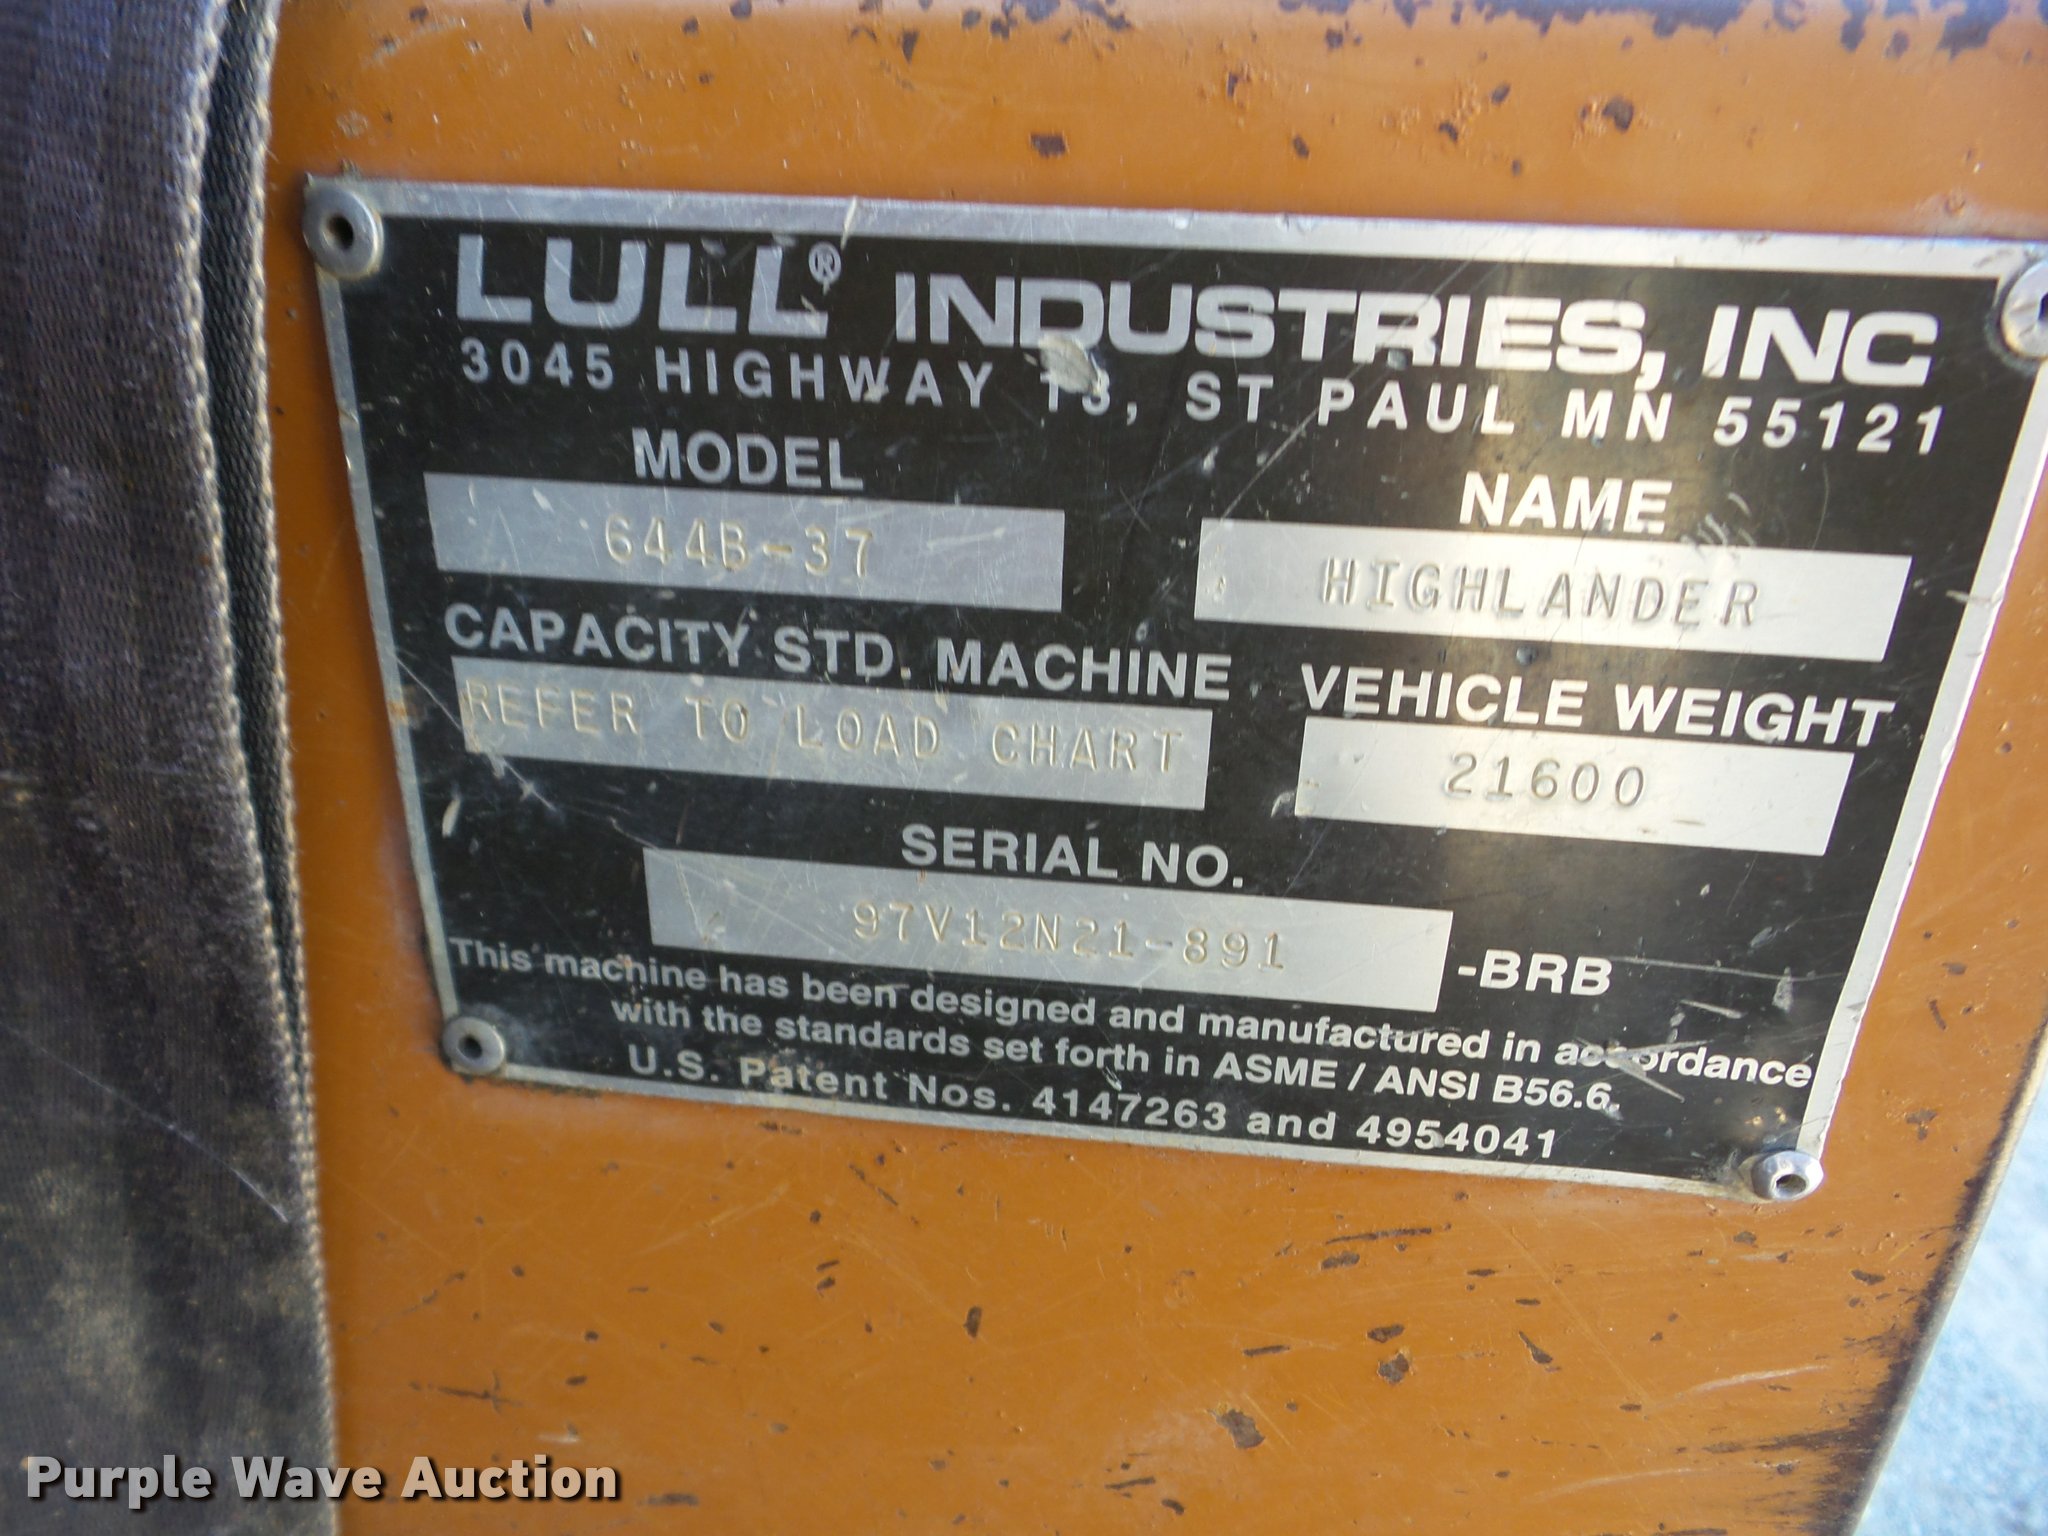 LULL® INDUSTRIES, INC
3045 HIGHWAY 13, ST PAUL MN 55121
MODEL
644B-37
NAME
HIGHLANDER
CAPACITY STD. MACHINE
REFER TO LOAD CHART
VEHICLE WEIGHT
21600
SERIAL NO.
97V12N21-891 -BRB
This machine has been designed and manufactured in accordance
with the standards set forth in ASME / ANSI B56.6.
U.S. Patent Nos. 4147263 and 4954041
Purple Wave Auction